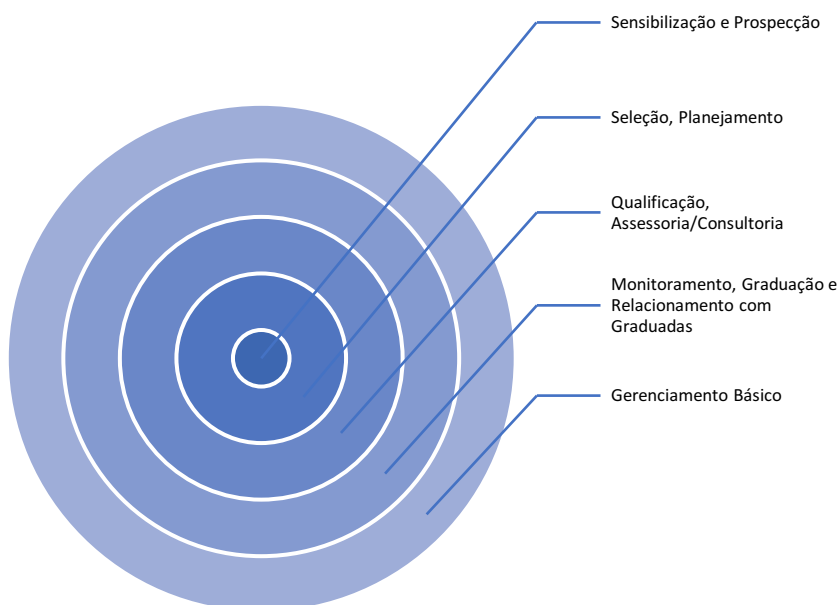 Sensibilização e Prospecção
Seleção, Planejamento
Qualificação,
Assessoria/Consultoria
Monitoramento, Graduação e
Relacionamento com
Graduadas
Gerenciamento Básico